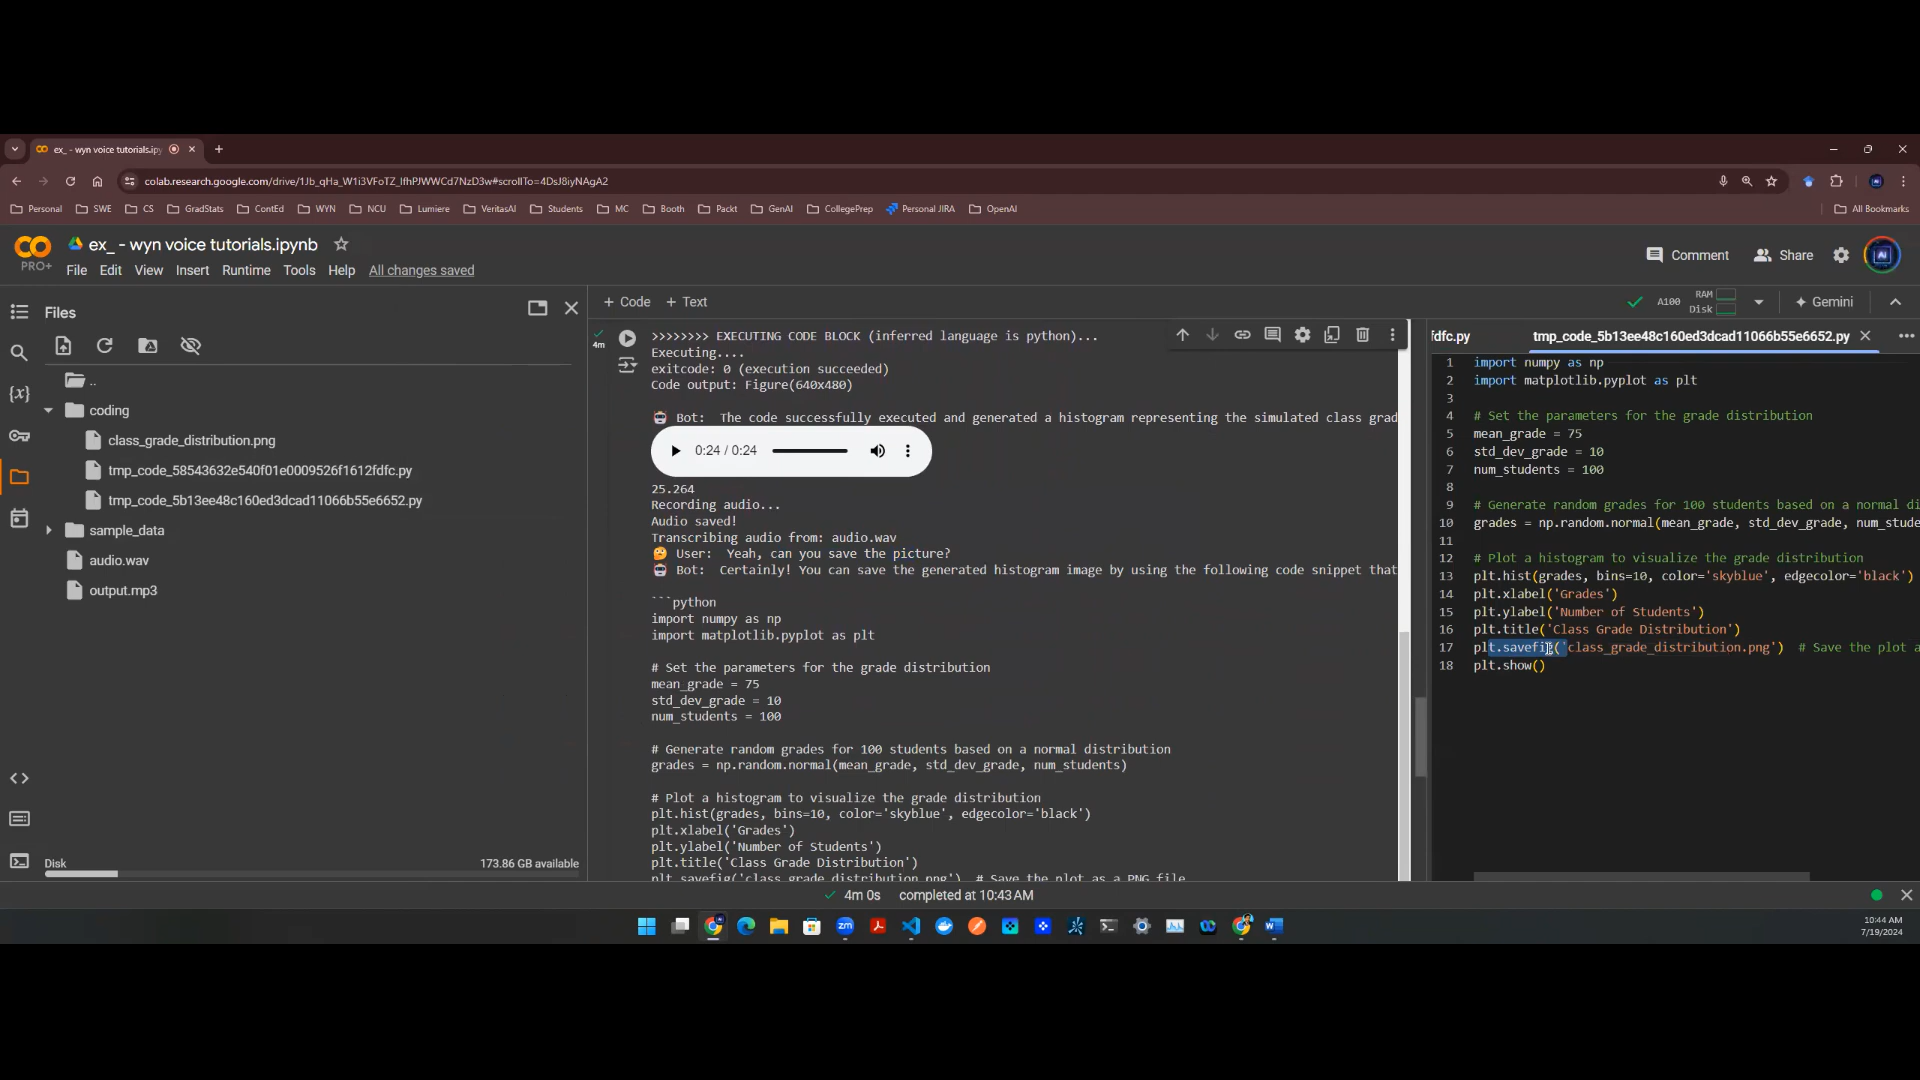 ex_ - wyn voice tutorials.ipy
colab.research.google.com/drive/1Jb_qHa_W1i3VFoTZ_lfhPJWWCd7NzD3w#scrollTo=4DsJ8iyNAgA2
Personal SWE CS GradStats ContEd WYN NCU Lumiere VeritasAI Students MC Booth Packt GenAI CollegePrep Personal JIRA OpenAI All Bookmarks
CO PRO+ ex_ - wyn voice tutorials.ipynb
File Edit View Insert Runtime Tools Help All changes saved
Comment Share
Files
+ Code + Text
A100 RAM Disk Gemini
..
coding
class_grade_distribution.png
tmp_code_58543632e540f01e0009526f1612fdfc.py
tmp_code_5b13ee48c160ed3dcad11066b55e6652.py
sample_data
audio.wav
output.mp3
Disk 173.86 GB available
4m
>>>>>>>> EXECUTING CODE BLOCK (inferred language is python)...
Executing....
exitcode: 0 (execution succeeded)
Code output: Figure(640x480)
Bot: The code successfully executed and generated a histogram representing the simulated class grad
0:24 / 0:24
25.264
Recording audio...
Audio saved!
Transcribing audio from: audio.wav
User: Yeah, can you save the picture?
Bot: Certainly! You can save the generated histogram image by using the following code snippet that
```python
import numpy as np
import matplotlib.pyplot as plt
# Set the parameters for the grade distribution
mean_grade = 75
std_dev_grade = 10
num_students = 100
# Generate random grades for 100 students based on a normal distribution
grades = np.random.normal(mean_grade, std_dev_grade, num_students)
# Plot a histogram to visualize the grade distribution
plt.hist(grades, bins=10, color='skyblue', edgecolor='black')
plt.xlabel('Grades')
plt.ylabel('Number of Students')
plt.title('Class Grade Distribution')
plt.savefig('class_grade_distribution.png') # Save the plot as a PNG file
fdfc.py tmp_code_5b13ee48c160ed3dcad11066b55e6652.py
1 import numpy as np
2 import matplotlib.pyplot as plt
3
4 # Set the parameters for the grade distribution
5 mean_grade = 75
6 std_dev_grade = 10
7 num_students = 100
8
9 # Generate random grades for 100 students based on a normal di
10 grades = np.random.normal(mean_grade, std_dev_grade, num_stude
11
12 # Plot a histogram to visualize the grade distribution
13 plt.hist(grades, bins=10, color='skyblue', edgecolor='black')
14 plt.xlabel('Grades')
15 plt.ylabel('Number of Students')
16 plt.title('Class Grade Distribution')
17 plt.savefig('class_grade_distribution.png') # Save the plot a
18 plt.show()
4m 0s completed at 10:43 AM
10:44 AM
7/19/2024